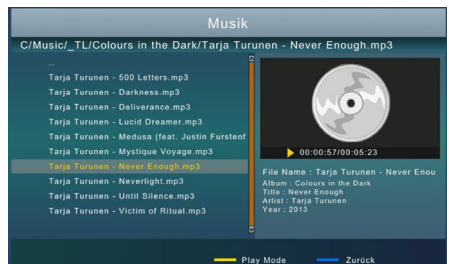 Musik
C/Music/_TL/Colours in the Dark/Tarja Turunen - Never Enough.mp3
..
Tarja Turunen - 500 Letters.mp3
Tarja Turunen - Darkness.mp3
Tarja Turunen - Deliverance.mp3
Tarja Turunen - Lucid Dreamer.mp3
Tarja Turunen - Medusa (feat. Justin Furstenf
Tarja Turunen - Mystique Voyage.mp3
Tarja Turunen - Never Enough.mp3
Tarja Turunen - Neverlight.mp3
Tarja Turunen - Until Silence.mp3
Tarja Turunen - Victim of Ritual.mp3
00:00:57/00:05:23
File Name : Tarja Turunen - Never Enou
Album : Colours in the Dark
Title : Never Enough
Artist : Tarja Turunen
Year : 2013
Play Mode
Zurück